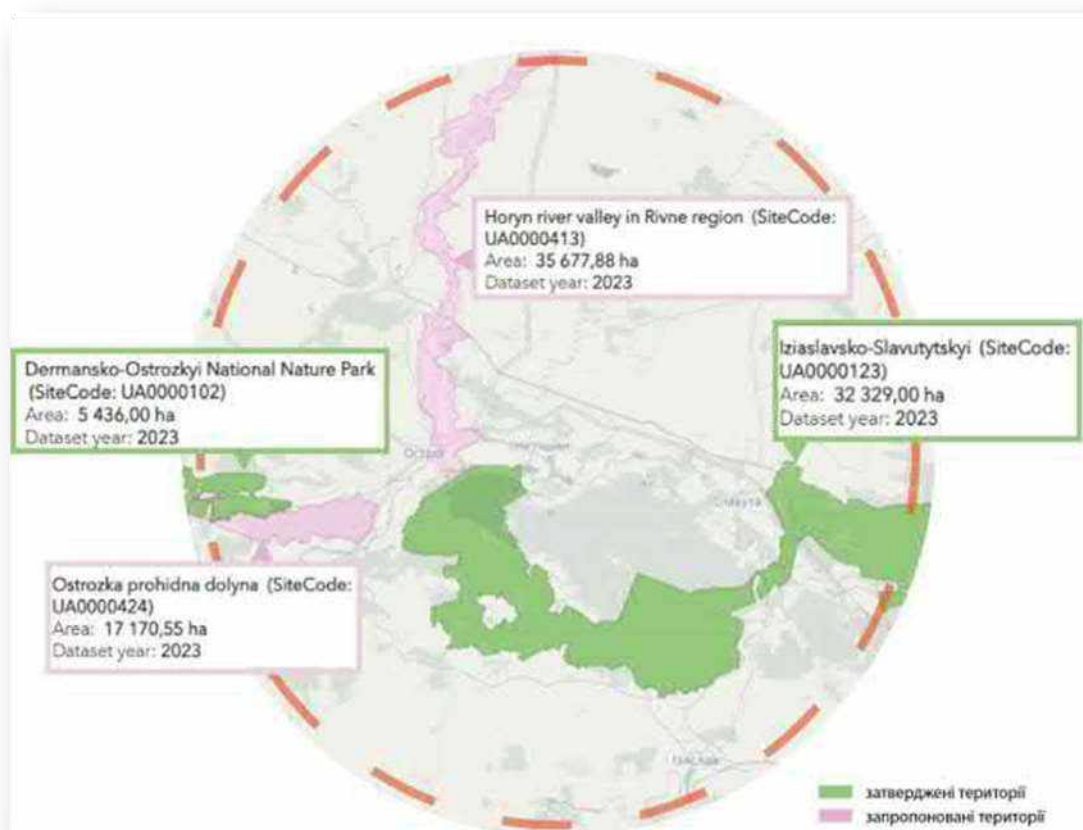 Horyn river valley in Rivne region (SiteCode:
UA0000413)
Area: 35 677,88 ha
Dataset year: 2023
Iziaslavsko-Slavutytskyi (SiteCode:
UA0000123)
Area: 32 329,00 ha
Dataset year: 2023
Dermansko-Ostrozkyi National Nature Park
(SiteCode: UA0000102)
Area: 5 436,00 ha
Dataset year: 2023
Ostrozka prohidna dolyna (SiteCode:
UA0000424)
Area: 17 170,55 ha
Dataset year: 2023
затверджені території
запропоновані території